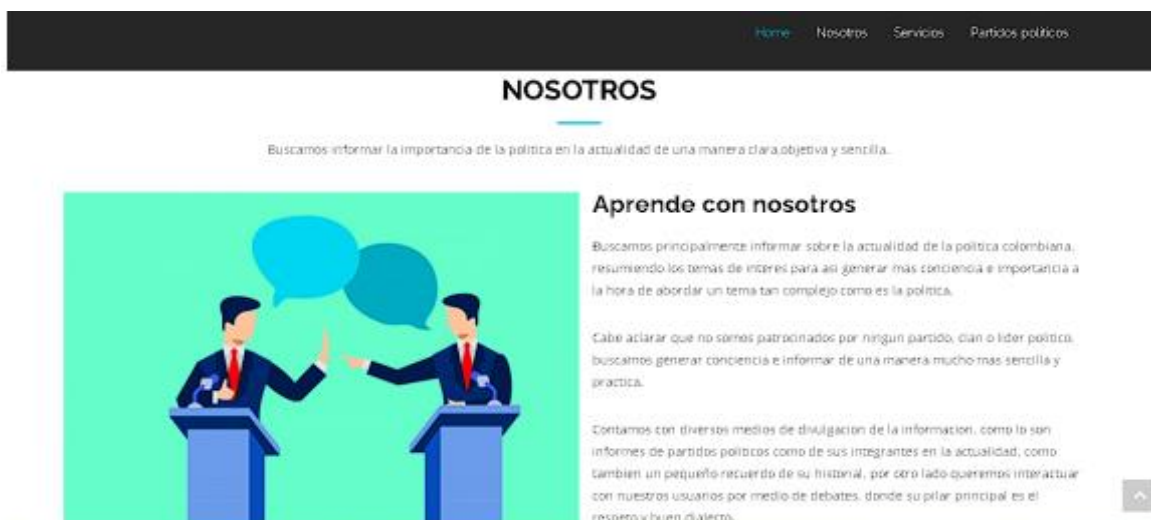 Home Nosotros Servicios Partidos políticos
NOSOTROS
Buscamos informar la importancia de la politica en la actualidad de una manera clara,objetiva y sencilla.
Aprende con nosotros
Buscamos principalmente informar sobre la actualidad de la politica colombiana,
resumiendo los temas de interes para asi generar mas conciencia e importancia a
la hora de abordar un tema tan complejo como es la politica.
Cabe aclarar que no somos patrocinados por ningun partido, clan o lider politico,
buscamos generar conciencia e informar de una manera mucho mas sencilla y
practica.
Contamos con diversos medios de divulgacion de la informacion, como lo son
informes de partidos politicos como de sus integrantes en la actualidad, como
tambien un pequeño recuerdo de su historial, por otro lado queremos interactuar
con nuestros usuarios por medio de debates, donde su pilar principal es el
respeto y buen dialecto.